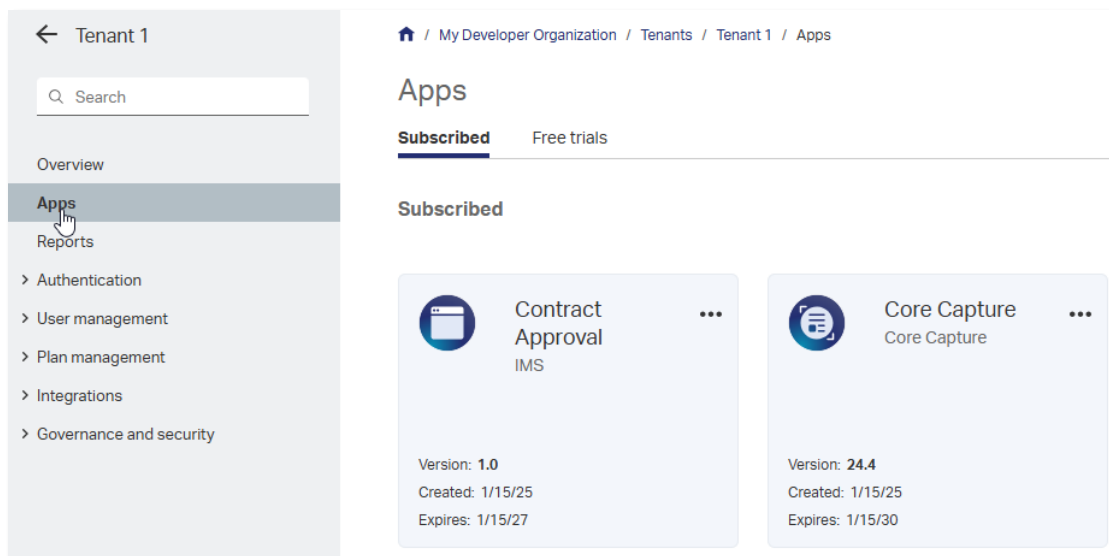 Tenant 1
Search
Overview
Apps
Reports
Authentication
User management
Plan management
Integrations
Governance and security
/ My Developer Organization / Tenants / Tenant 1 / Apps
Apps
Subscribed Free trials
Subscribed
Contract
Approval
IMS
Version: 1.0
Created: 1/15/25
Expires: 1/15/27
Core Capture
Core Capture
Version: 24.4
Created: 1/15/25
Expires: 1/15/30